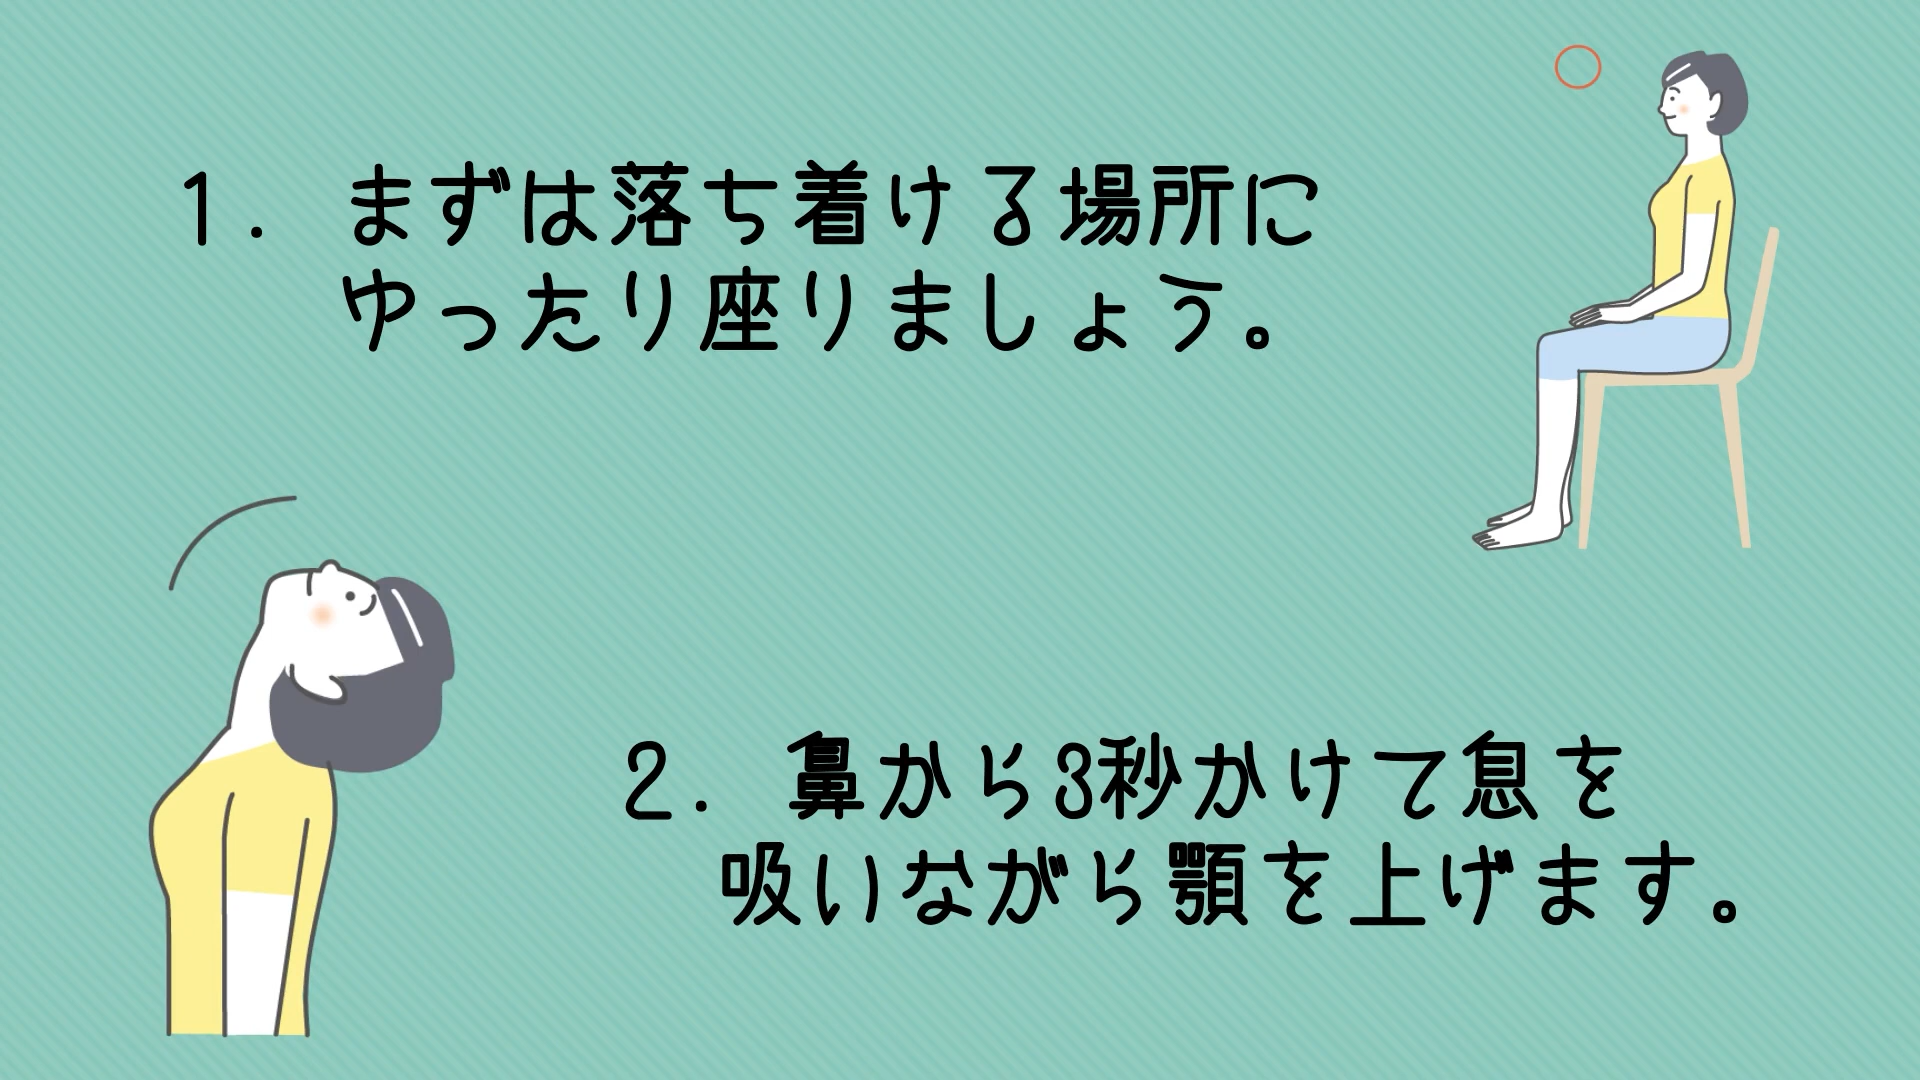 1. まずは落ち着ける場所に
ゆったり座りましょう。
2. 鼻から3秒かけて息を
吸いながら顎を上げます。